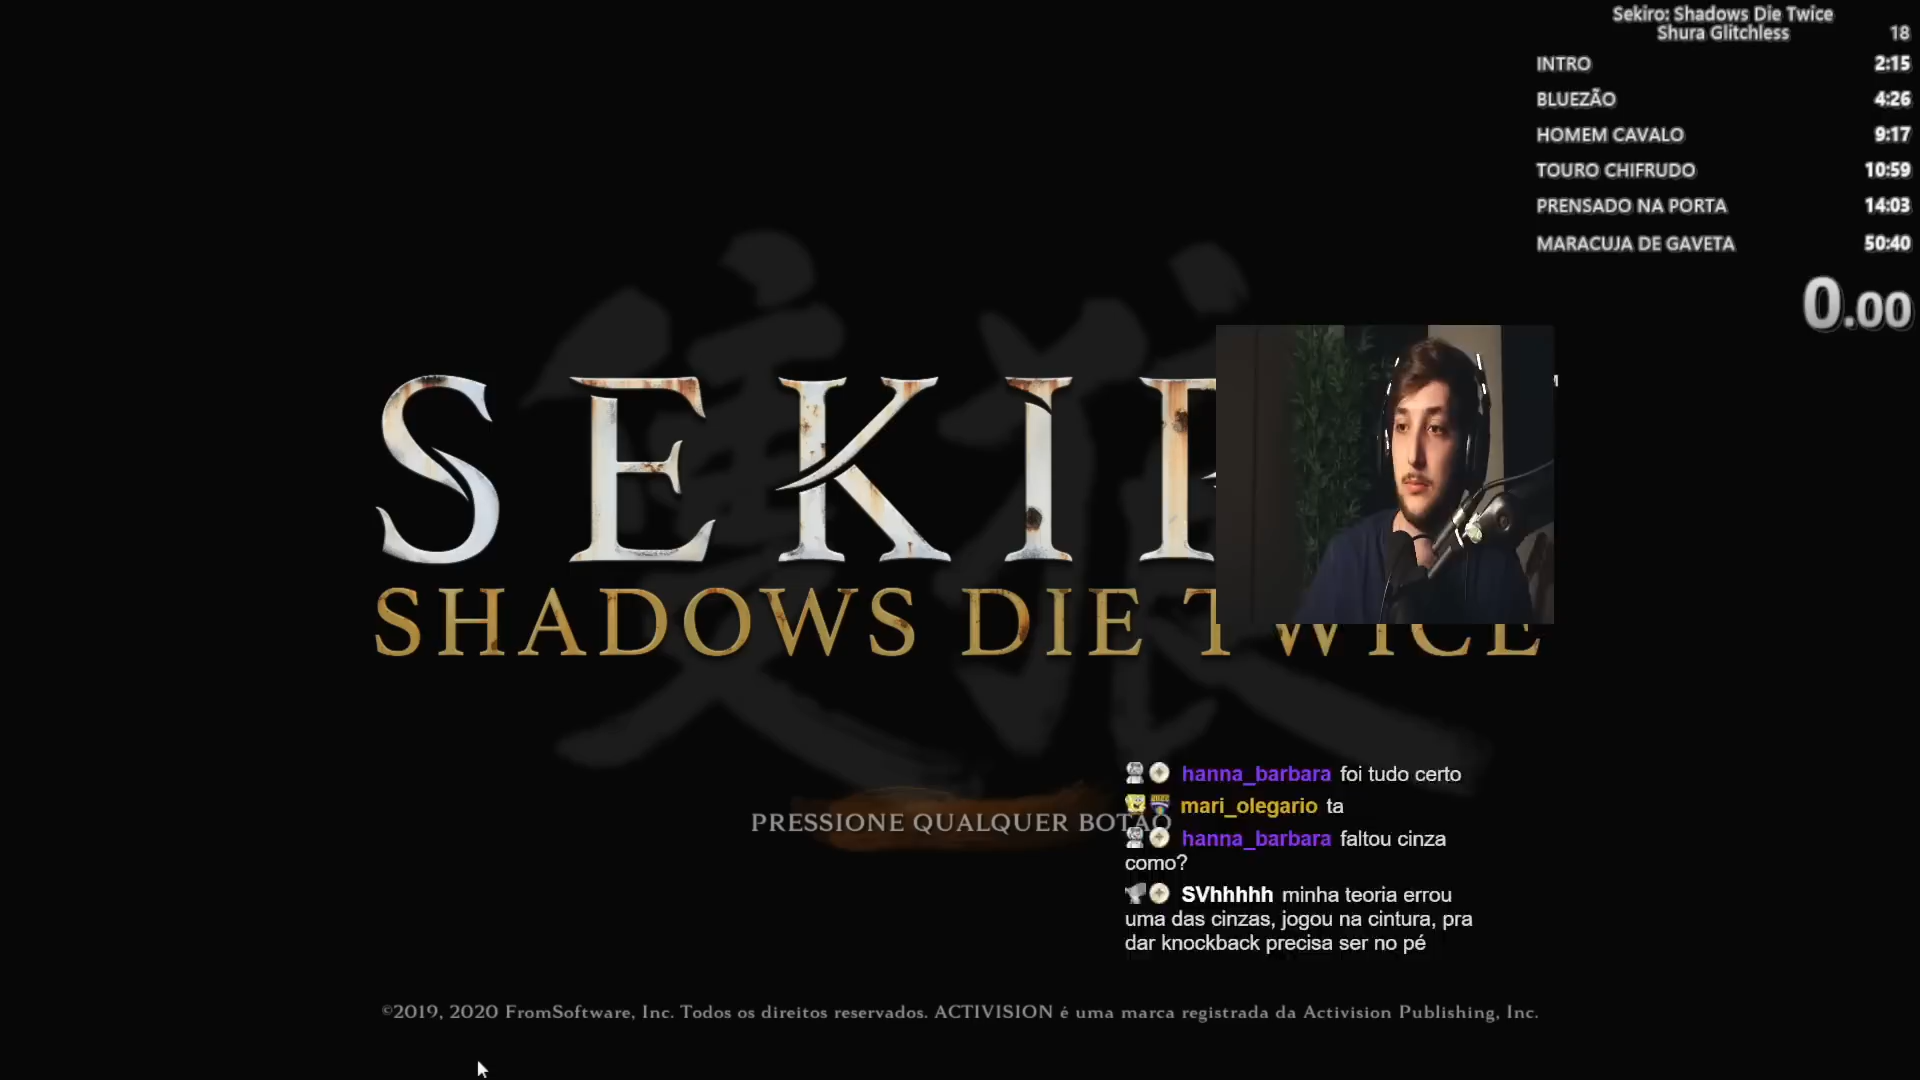 Sekiro: Shadows Die Twice
Shura Glitchless 18
INTRO 2:15
BLUEZÃO 4:26
HOMEM CAVALO 9:17
TOURO CHIFRUDO 10:59
PRENSADO NA PORTA 14:03
MARACUJA DE GAVETA 50:40
0.00
SEKI
SHADOWS DIE TWICE
PRESSIONE QUALQUER BOTÃO
hanna_barbara foi tudo certo
mari_olegario ta
hanna_barbara faltou cinza
como?
SVhhhhh minha teoria errou
uma das cinzas, jogou na cintura, pra
dar knockback precisa ser no pé
©2019, 2020 FromSoftware, Inc. Todos os direitos reservados. ACTIVISION é uma marca registrada da Activision Publishing, Inc.